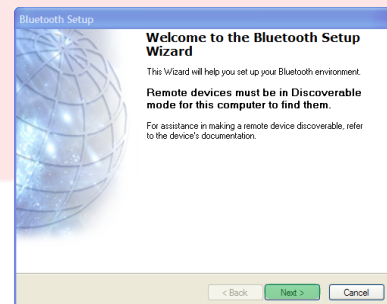 Bluetooth Setup
Welcome to the Bluetooth Setup
Wizard
This Wizard will help you set up your Bluetooth environment.
Remote devices must be in Discoverable
mode for this computer to find them.
For assistance in making a remote device discoverable, refer
to the device's documentation.
< Back Next > Cancel